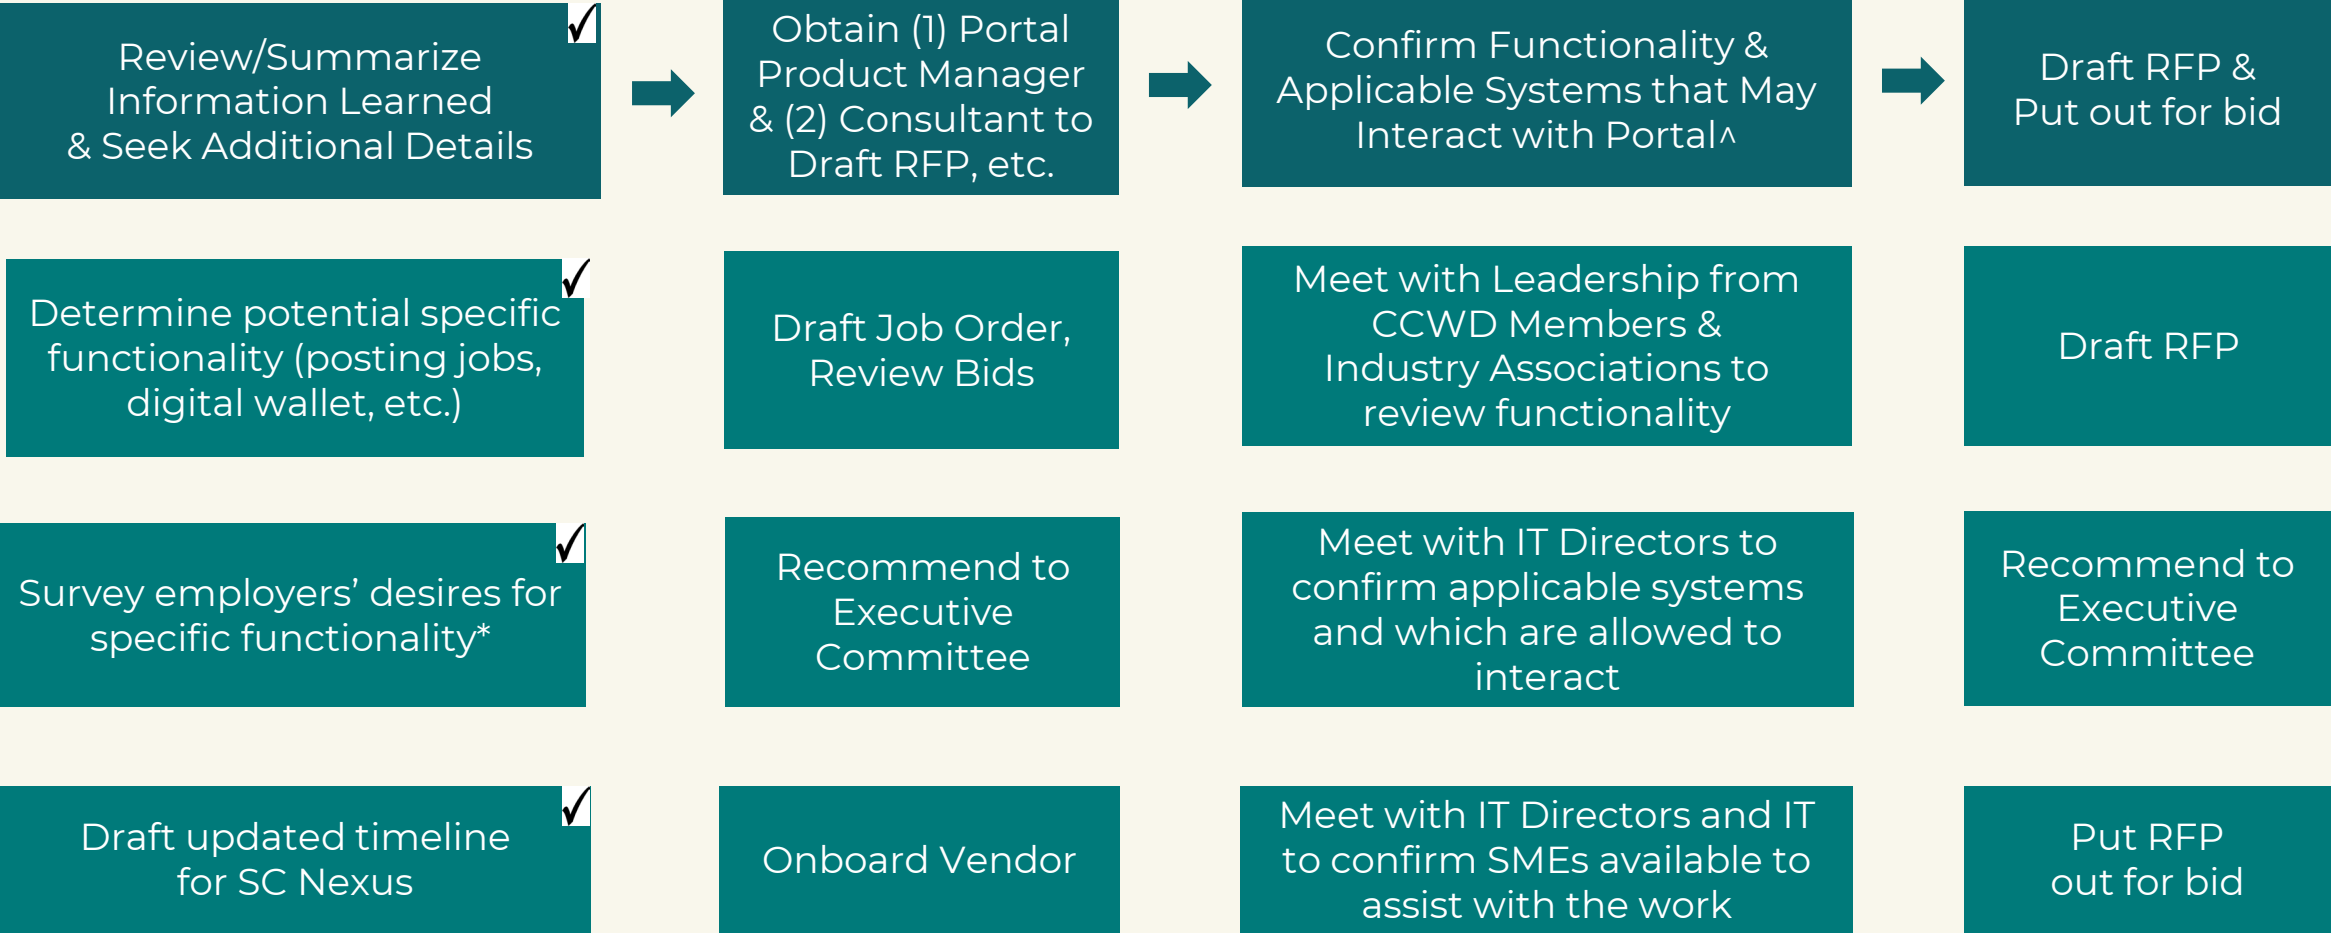 Review/Summarize
Information Learned
& Seek Additional Details
Obtain (1) Portal
Product Manager
& (2) Consultant to
Draft RFP, etc.
Confirm Functionality &
Applicable Systems that May
Interact with Portal^
Draft RFP &
Put out for bid
Determine potential specific
functionality (posting jobs,
digital wallet, etc.)
Draft Job Order,
Review Bids
Meet with Leadership from
CCWD Members &
Industry Associations to
review functionality
Draft RFP
Survey employers’ desires for
specific functionality*
Recommend to
Executive
Committee
Meet with IT Directors to
confirm applicable systems
and which are allowed to
interact
Recommend to
Executive
Committee
Draft updated timeline
for SC Nexus
Onboard Vendor
Meet with IT Directors and IT
to confirm SMEs available to
assist with the work
Put RFP
out for bid